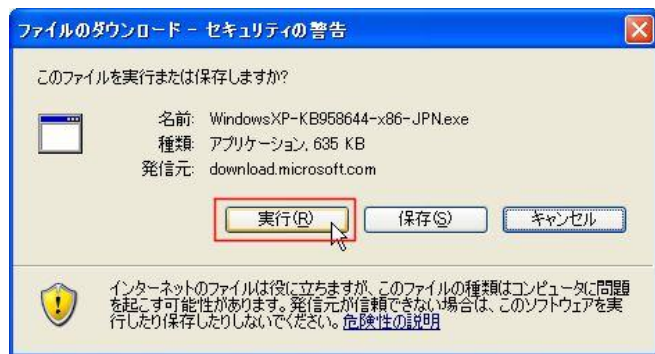 ファイルのダウンロード - セキュリティの警告
このファイルを実行または保存しますか?
名前: WindowsXP-KB958644-x86-JPN.exe
種類: アプリケーション, 635 KB
発信元: download.microsoft.com
実行(R) 保存(S) キャンセル
インターネットのファイルは役に立ちますが、このファイルの種類はコンピュータに問題
を起こす可能性があります。発信元が信頼できない場合は、このソフトウェアを実
行したり保存したりしないでください。危険性の説明